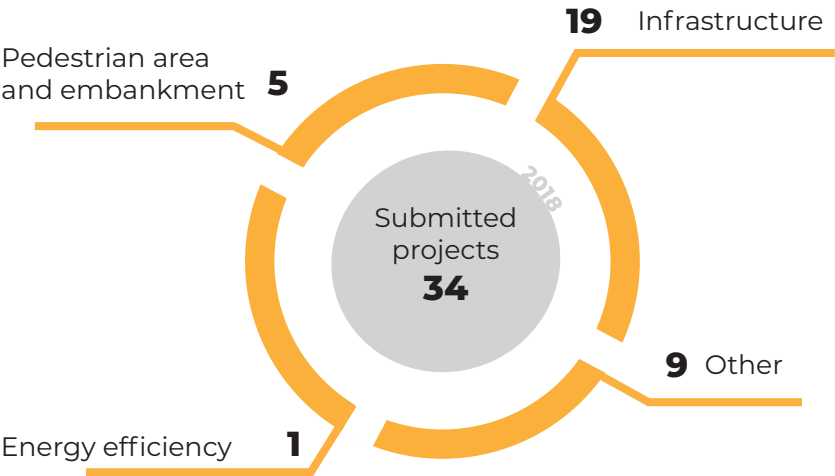 19 Infrastructure
Pedestrian area
and embankment 5
2018
Submitted
projects
34
9 Other
Energy efficiency 1